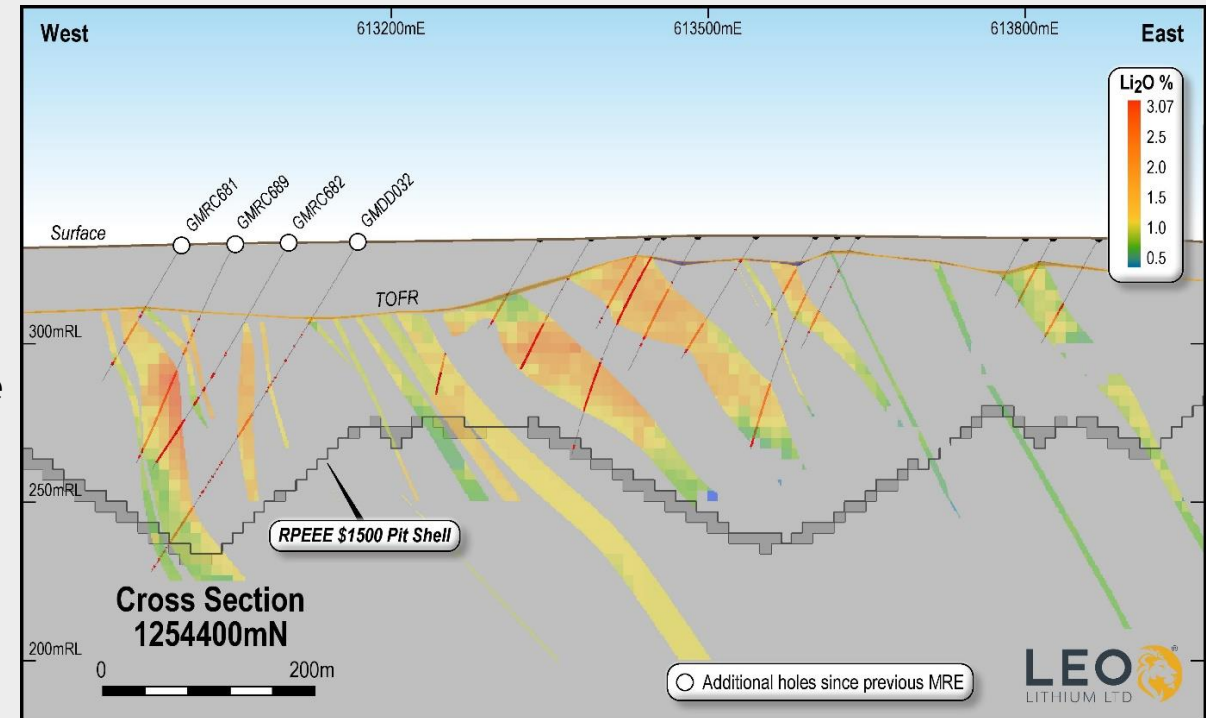 West
613200mE
613500mE
613800mE
East
Li₂O %
3.07
2.5
2.0
1.5
1.0
0.5
GMRC681
GMRC689
GMRC682
GMDD032
Surface
TOFR
300mRL
250mRL
200mRL
RPEEE $1500 Pit Shell
Cross Section
1254400mN
0 200m
Additional holes since previous MRE
LEO
LITHIUM LTD
e